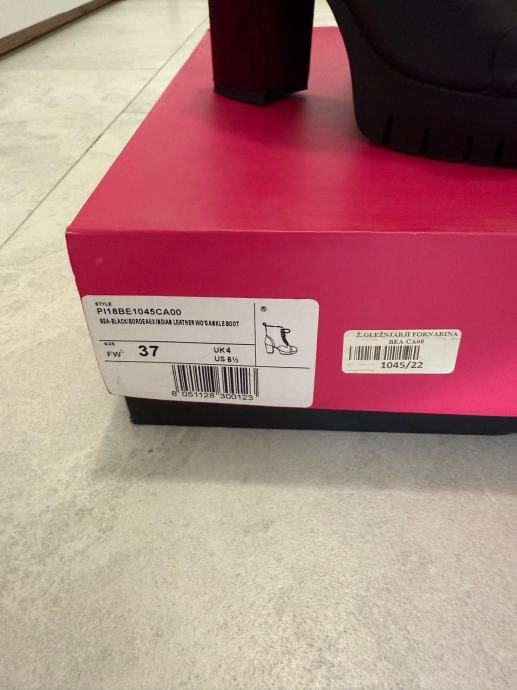 STYLE
PI18BE1045CA00
BEA-BLACK/BORDEAUX INDIAN LEATHER WO'S ANKLE BOOT
SIZE
FW 37 UK 4
US 6½
8 051128 300123
®
Ž.GLEŽNJARJI FORNARINA
BEA CA00
1045/22